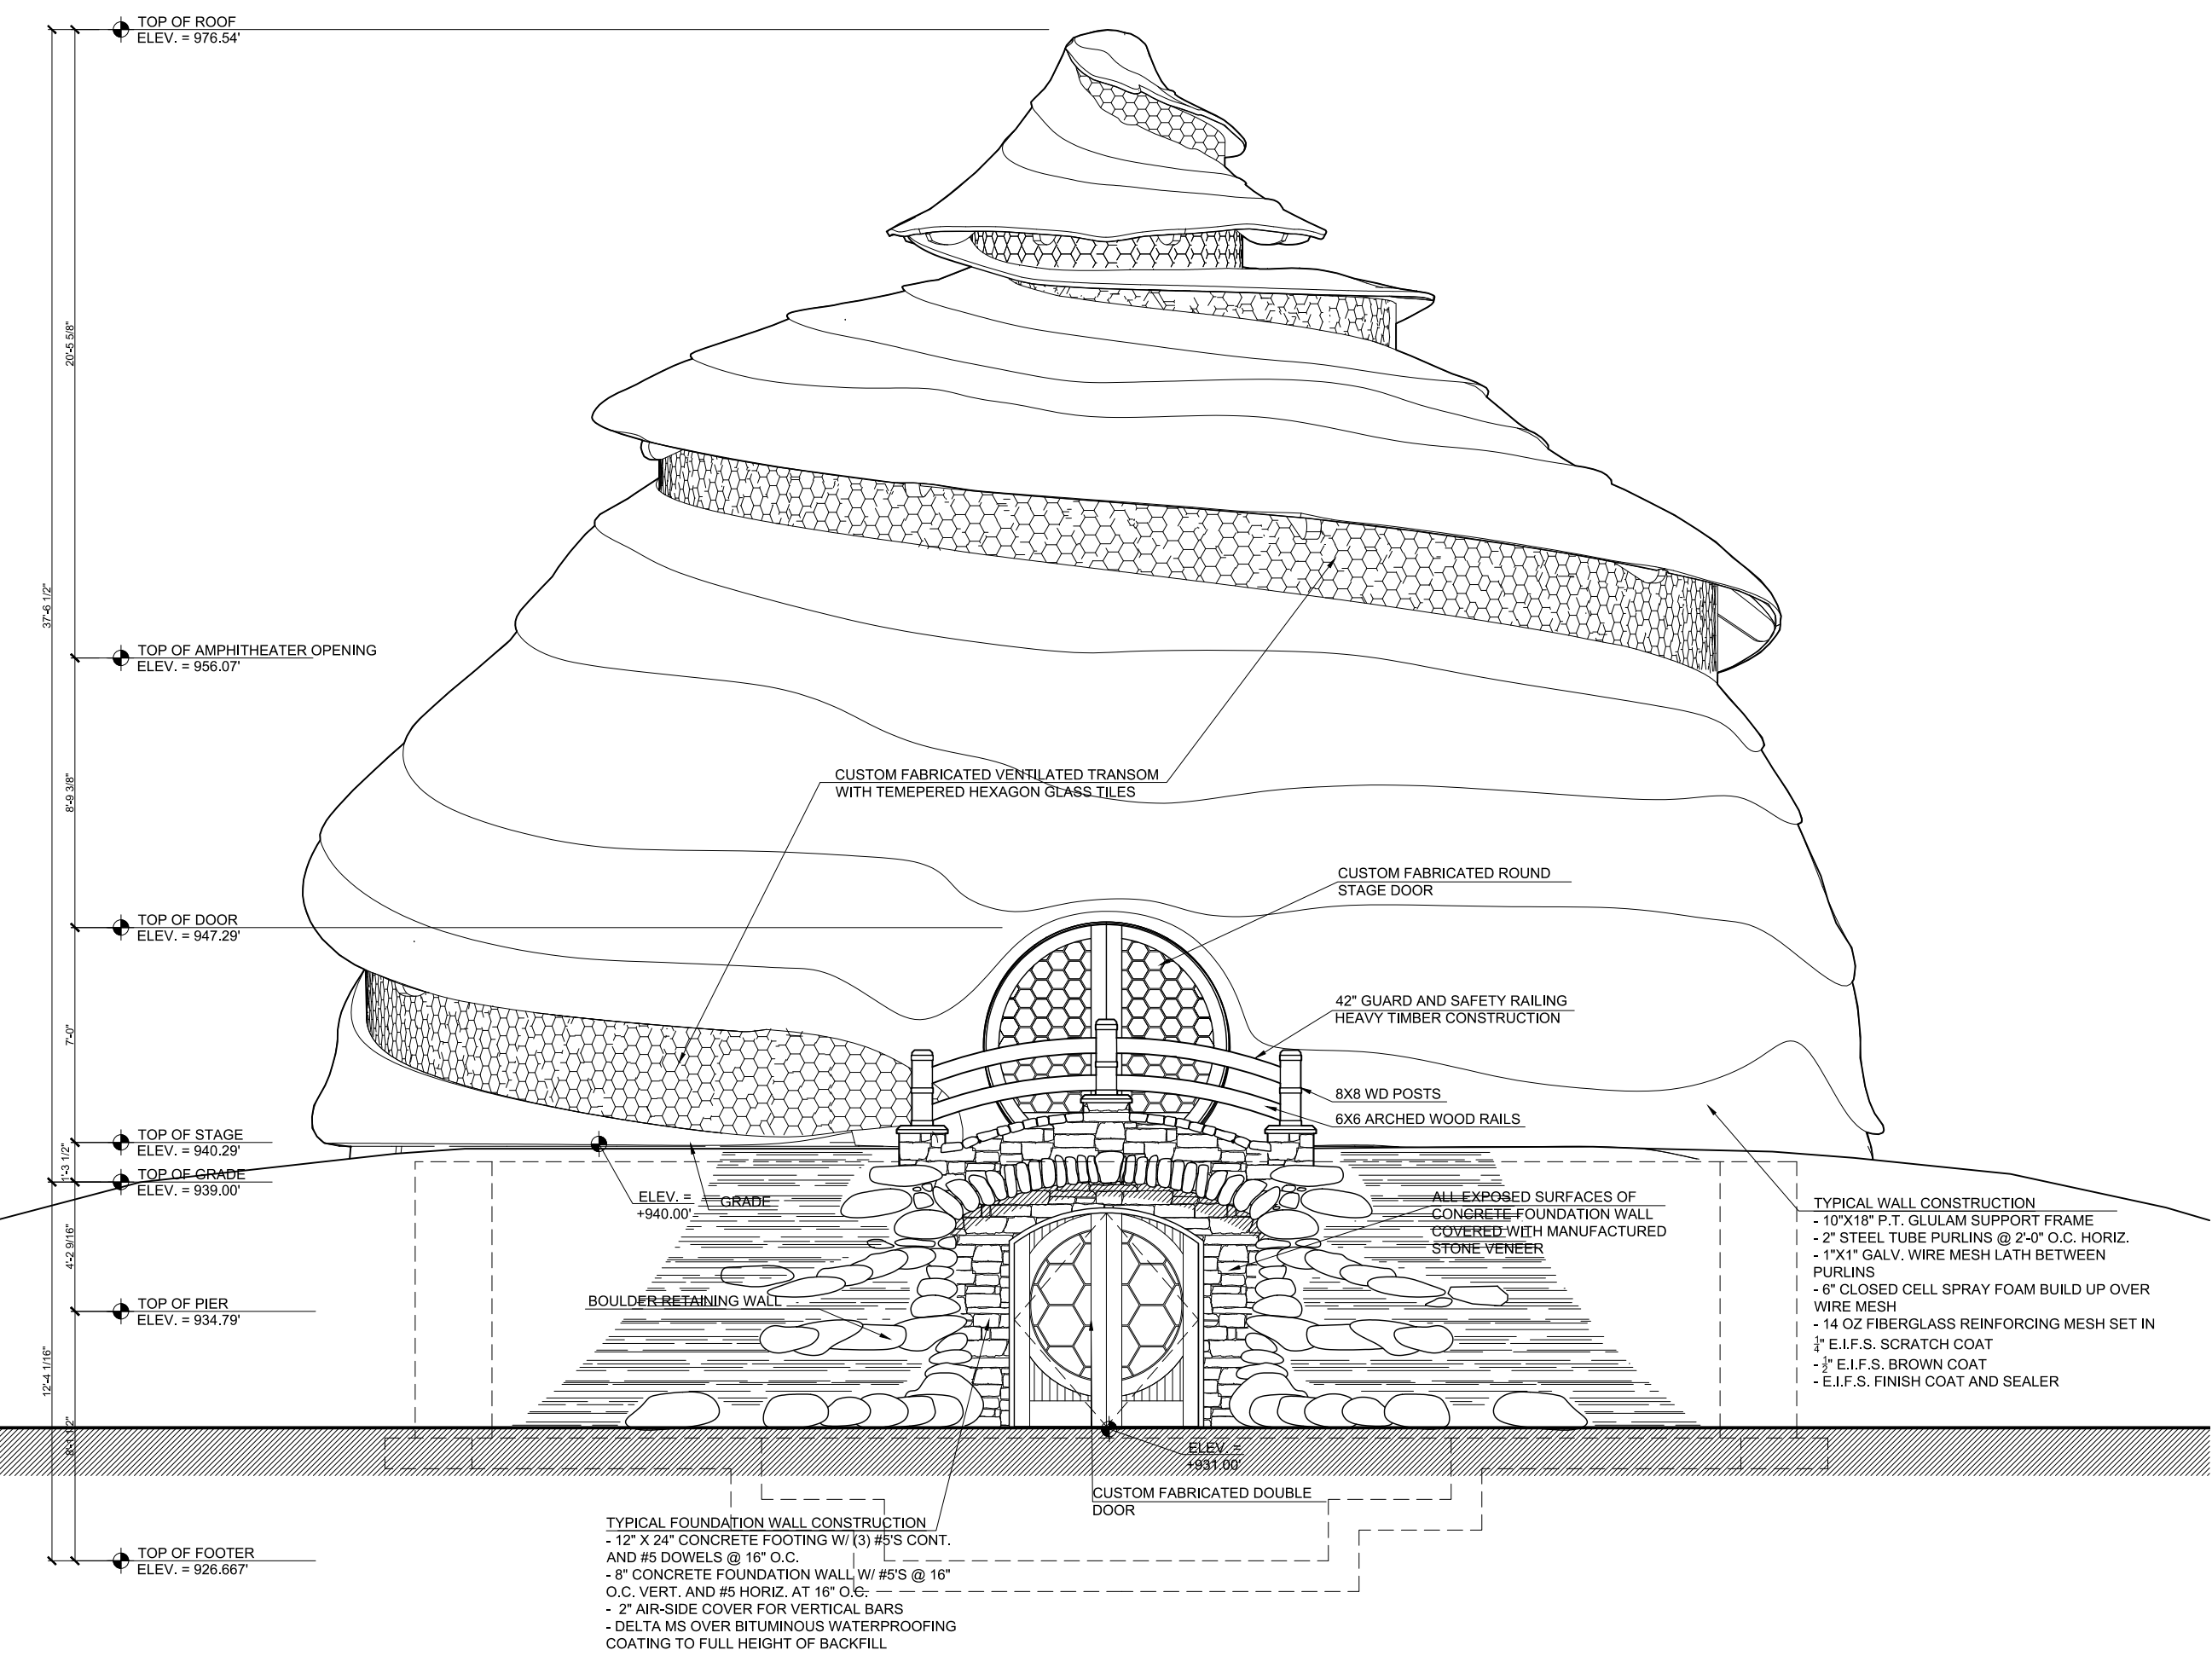 TOP OF ROOF
ELEV. = 976.54'
20'-5 5/8"
37'-6 1/2"
TOP OF AMPHITHEATER OPENING
ELEV. = 956.07'
CUSTOM FABRICATED VENTILATED TRANSOM
WITH TEMEPERED HEXAGON GLASS TILES
8'-9 3/8"
CUSTOM FABRICATED ROUND
STAGE DOOR
TOP OF DOOR
ELEV. = 947.29'
42" GUARD AND SAFETY RAILING
HEAVY TIMBER CONSTRUCTION
7'-0"
8X8 WD POSTS
6X6 ARCHED WOOD RAILS
TOP OF STAGE
ELEV. = 940.29'
1'-3 1/2"
TOP OF GRADE
ELEV. = 939.00'
ELEV. =
+940.00'
GRADE
ALL EXPOSED SURFACES OF
CONCRETE FOUNDATION WALL
COVERED WITH MANUFACTURED
STONE VENEER
TYPICAL WALL CONSTRUCTION
- 10"X18" P.T. GLULAM SUPPORT FRAME
- 2" STEEL TUBE PURLINS @ 2'-0" O.C. HORIZ.
- 1"X1" GALV. WIRE MESH LATH BETWEEN
PURLINS
- 6" CLOSED CELL SPRAY FOAM BUILD UP OVER
WIRE MESH
- 14 OZ FIBERGLASS REINFORCING MESH SET IN
1/4" E.I.F.S. SCRATCH COAT
- 1/2" E.I.F.S. BROWN COAT
- E.I.F.S. FINISH COAT AND SEALER
4'-2 9/16"
BOULDER RETAINING WALL
TOP OF PIER
ELEV. = 934.79'
12'-4 1/16"
8'-1 1/2"
ELEV. =
+931.00'
CUSTOM FABRICATED DOUBLE
DOOR
TYPICAL FOUNDATION WALL CONSTRUCTION
- 12" X 24" CONCRETE FOOTING W/ (3) #5'S CONT.
AND #5 DOWELS @ 16" O.C.
- 8" CONCRETE FOUNDATION WALL W/ #5'S @ 16"
O.C. VERT. AND #5 HORIZ. AT 16" O.C.
- 2" AIR-SIDE COVER FOR VERTICAL BARS
- DELTA MS OVER BITUMINOUS WATERPROOFING
COATING TO FULL HEIGHT OF BACKFILL
TOP OF FOOTER
ELEV. = 926.667'